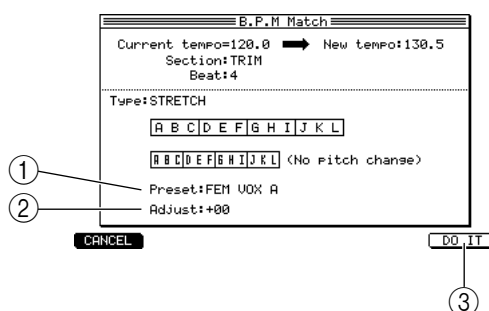 B.P.M Match
Current tempo=120.0 ➡ New tempo:130.5
Section:TRIM
Beat:4
Type:STRETCH
A B C D E F G H I J K L
A B C D E F G H I J K L (No pitch change)
1 Preset:FEM VOX A
2 Adjust:+00
CANCEL DO IT
3